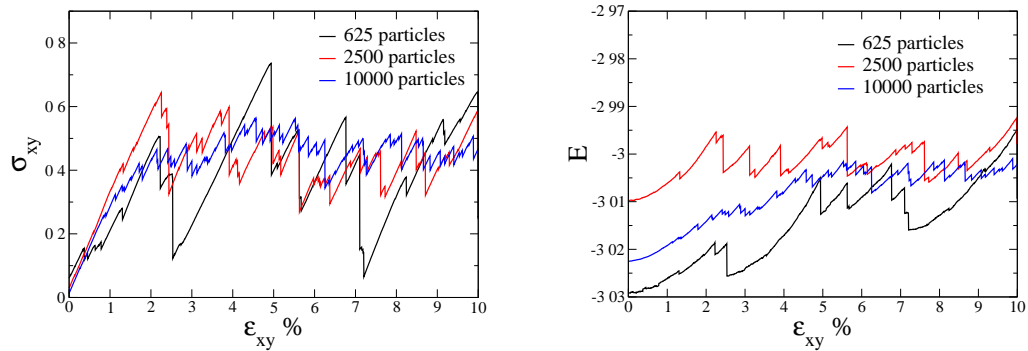 0 8
0.6
0.4
0 2
0
σxy
0 1 2 3 4 5 6 7 8 9 10
εxy %
625 particles
2500 particles
10000 particles
-2 97
-2 98
-2 99
-3
-3 01
-3 02
-3 03
E
0 1 2 3 4 5 6 7 8 9 10
εxy %
625 particles
2500 particles
10000 particles